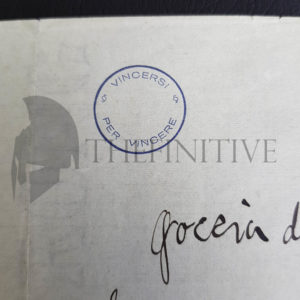 VINCERSI
PER VINCERE
THEFINITIVE
goccia d